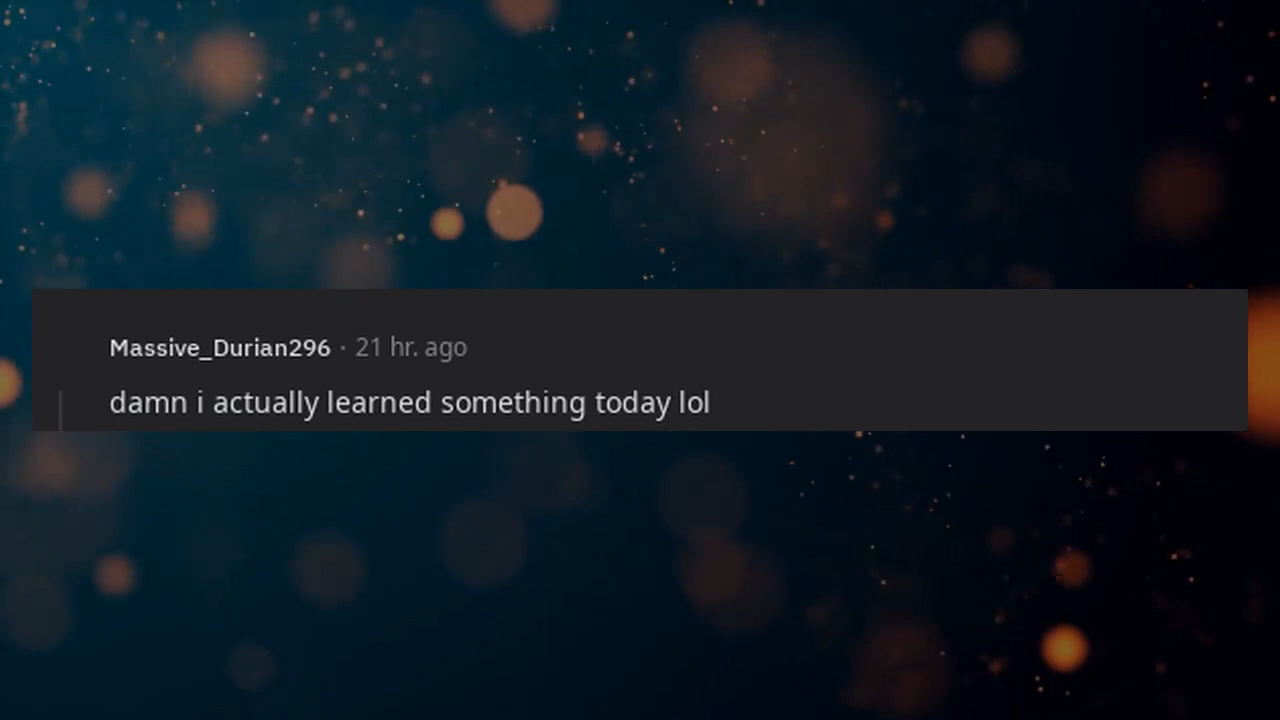 Massive_Durian296 · 21 hr. ago
damn i actually learned something today lol